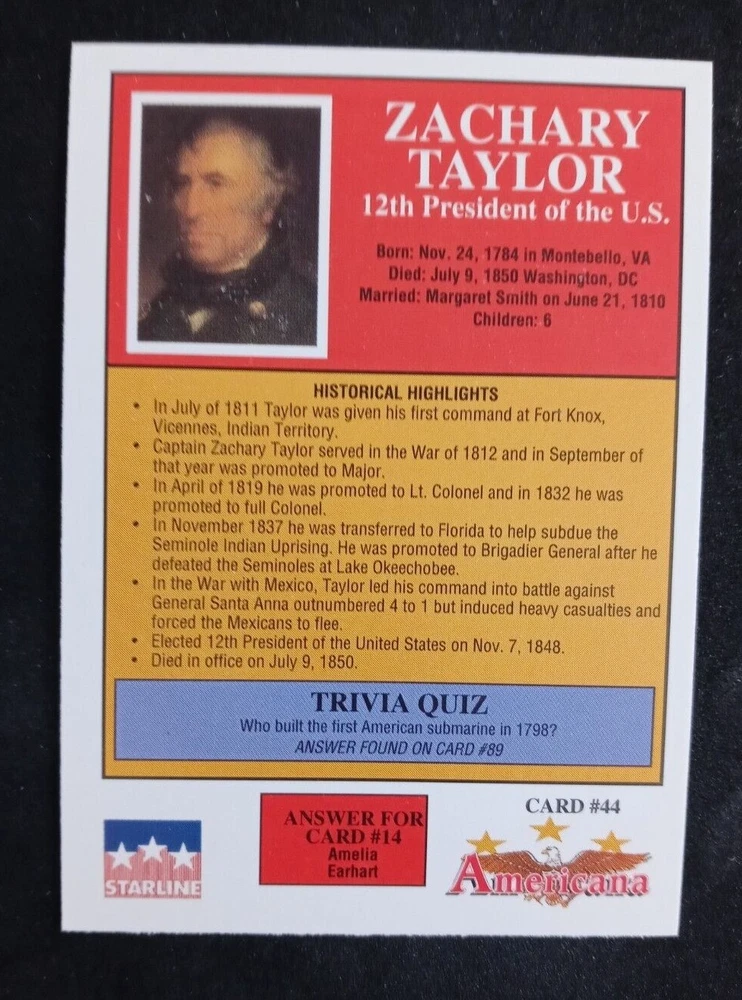 ZACHARY
TAYLOR
12th President of the U.S.
Born: Nov. 24, 1784 in Montebello, VA
Died: July 9, 1850 Washington, DC
Married: Margaret Smith on June 21, 1810
Children: 6
HISTORICAL HIGHLIGHTS
• In July of 1811 Taylor was given his first command at Fort Knox,
Vicennes, Indian Territory.
• Captain Zachary Taylor served in the War of 1812 and in September of
that year was promoted to Major.
• In April of 1819 he was promoted to Lt. Colonel and in 1832 he was
promoted to full Colonel.
• In November 1837 he was transferred to Florida to help subdue the
Seminole Indian Uprising. He was promoted to Brigadier General after he
defeated the Seminoles at Lake Okeechobee.
• In the War with Mexico, Taylor led his command into battle against
General Santa Anna outnumbered 4 to 1 but induced heavy casualties and
forced the Mexicans to flee.
• Elected 12th President of the United States on Nov. 7, 1848.
• Died in office on July 9, 1850.
TRIVIA QUIZ
Who built the first American submarine in 1798?
ANSWER FOUND ON CARD #89
STARLINE
ANSWER FOR
CARD #14
Amelia
Earhart
CARD #44
Americana